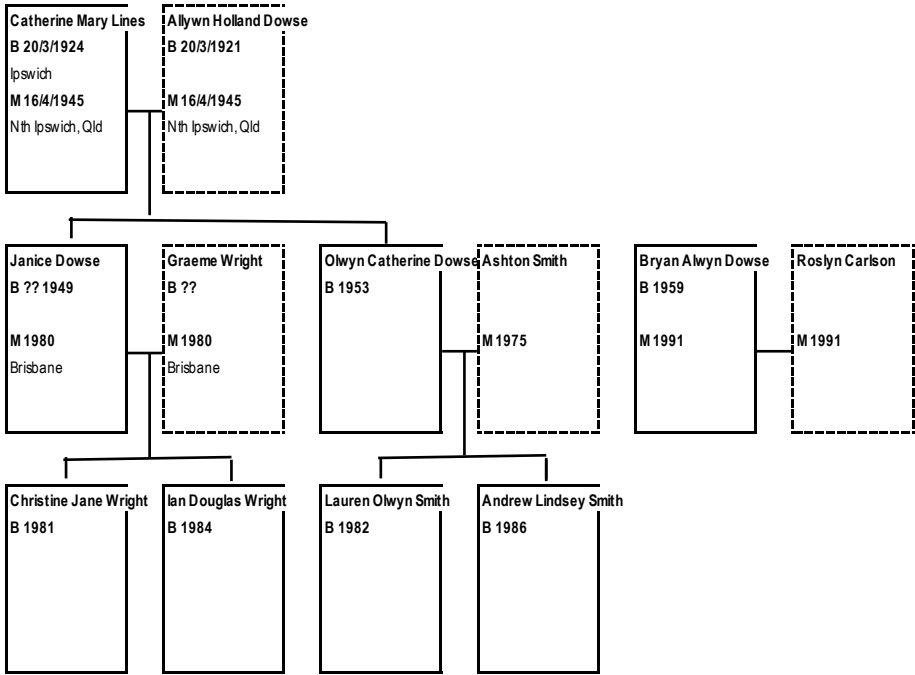 Catherine Mary Lines
B 20/3/1924
Ipswich
M 16/4/1945
Nth Ipswich, Qld
Allywn Holland Dowse
B 20/3/1921
M 16/4/1945
Nth Ipswich, Qld
Janice Dowse
B ?? 1949
M 1980
Brisbane
Graeme Wright
B ??
M 1980
Brisbane
Olwyn Catherine Dowse
B 1953
Ashton Smith
M 1975
Bryan Alwyn Dowse
B 1959
M 1991
Roslyn Carlson
M 1991
Christine Jane Wright
B 1981
Ian Douglas Wright
B 1984
Lauren Olwyn Smith
B 1982
Andrew Lindsey Smith
B 1986